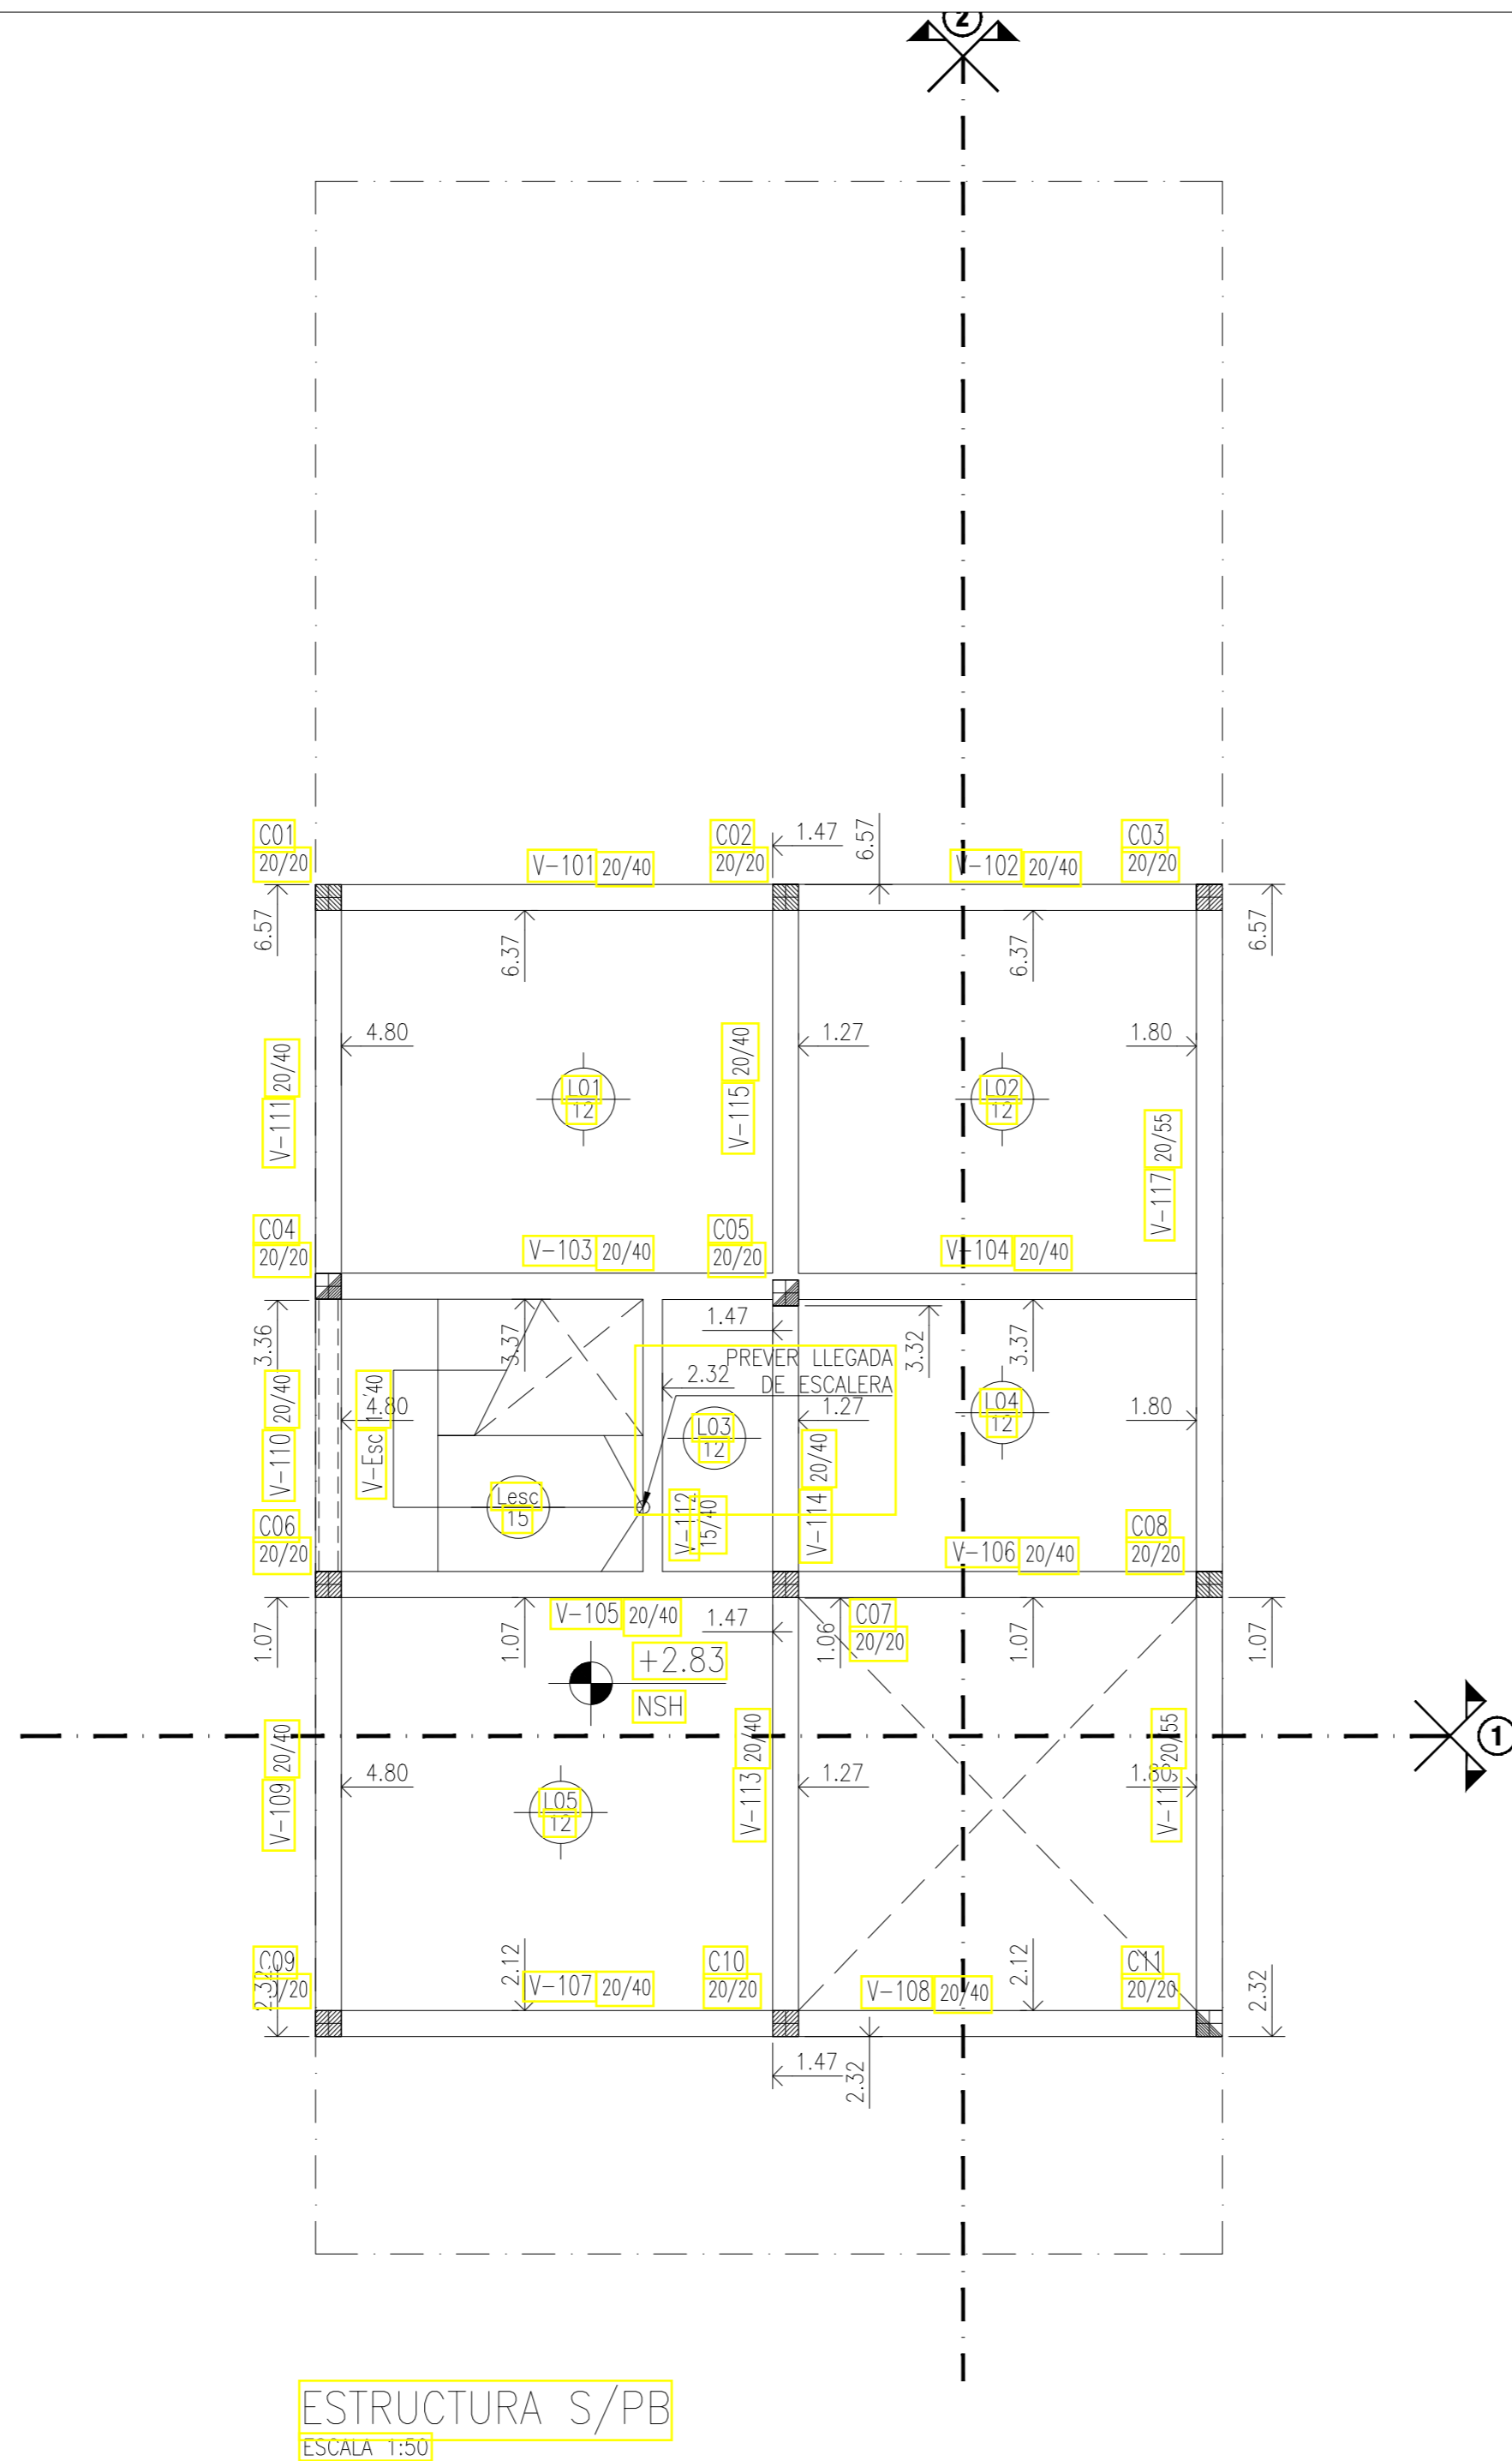 2
C01
20/20
V-101 20/40
C02
20/20
1.47
6.57
V-102 20/40
C03
20/20
6.57
6.37
6.37
6.57
4.80
1.27
1.80
V-111 20/40
L01
12
V-115 20/40
L02
12
V-117 20/55
C04
20/20
V-103 20/40
C05
20/20
V-104 20/40
3.36
3.37
1.47
3.32
3.37
PREVER LLEGADA
DE ESCALERA
2.32
4.80
1.27
1.80
V-110 20/40
V-Esc
L03
12
L04
12
Lesc
15
V-112
15/40
V-114 20/40
C06
20/20
V-106 20/40
C08
20/20
V-105 20/40
1.07
1.07
1.47
1.06
C07
20/20
1.07
1.07
+2.83
NSH
1
V-109 20/40
4.80
L05
12
V-113 20/40
1.27
1.80
20/55
C09
2.12
V-107 20/40
C10
20/20
V-108 20/40
2.12
C11
20/20
2.32
1.47
2.32
ESTRUCTURA S/PB
ESCALA 1:50